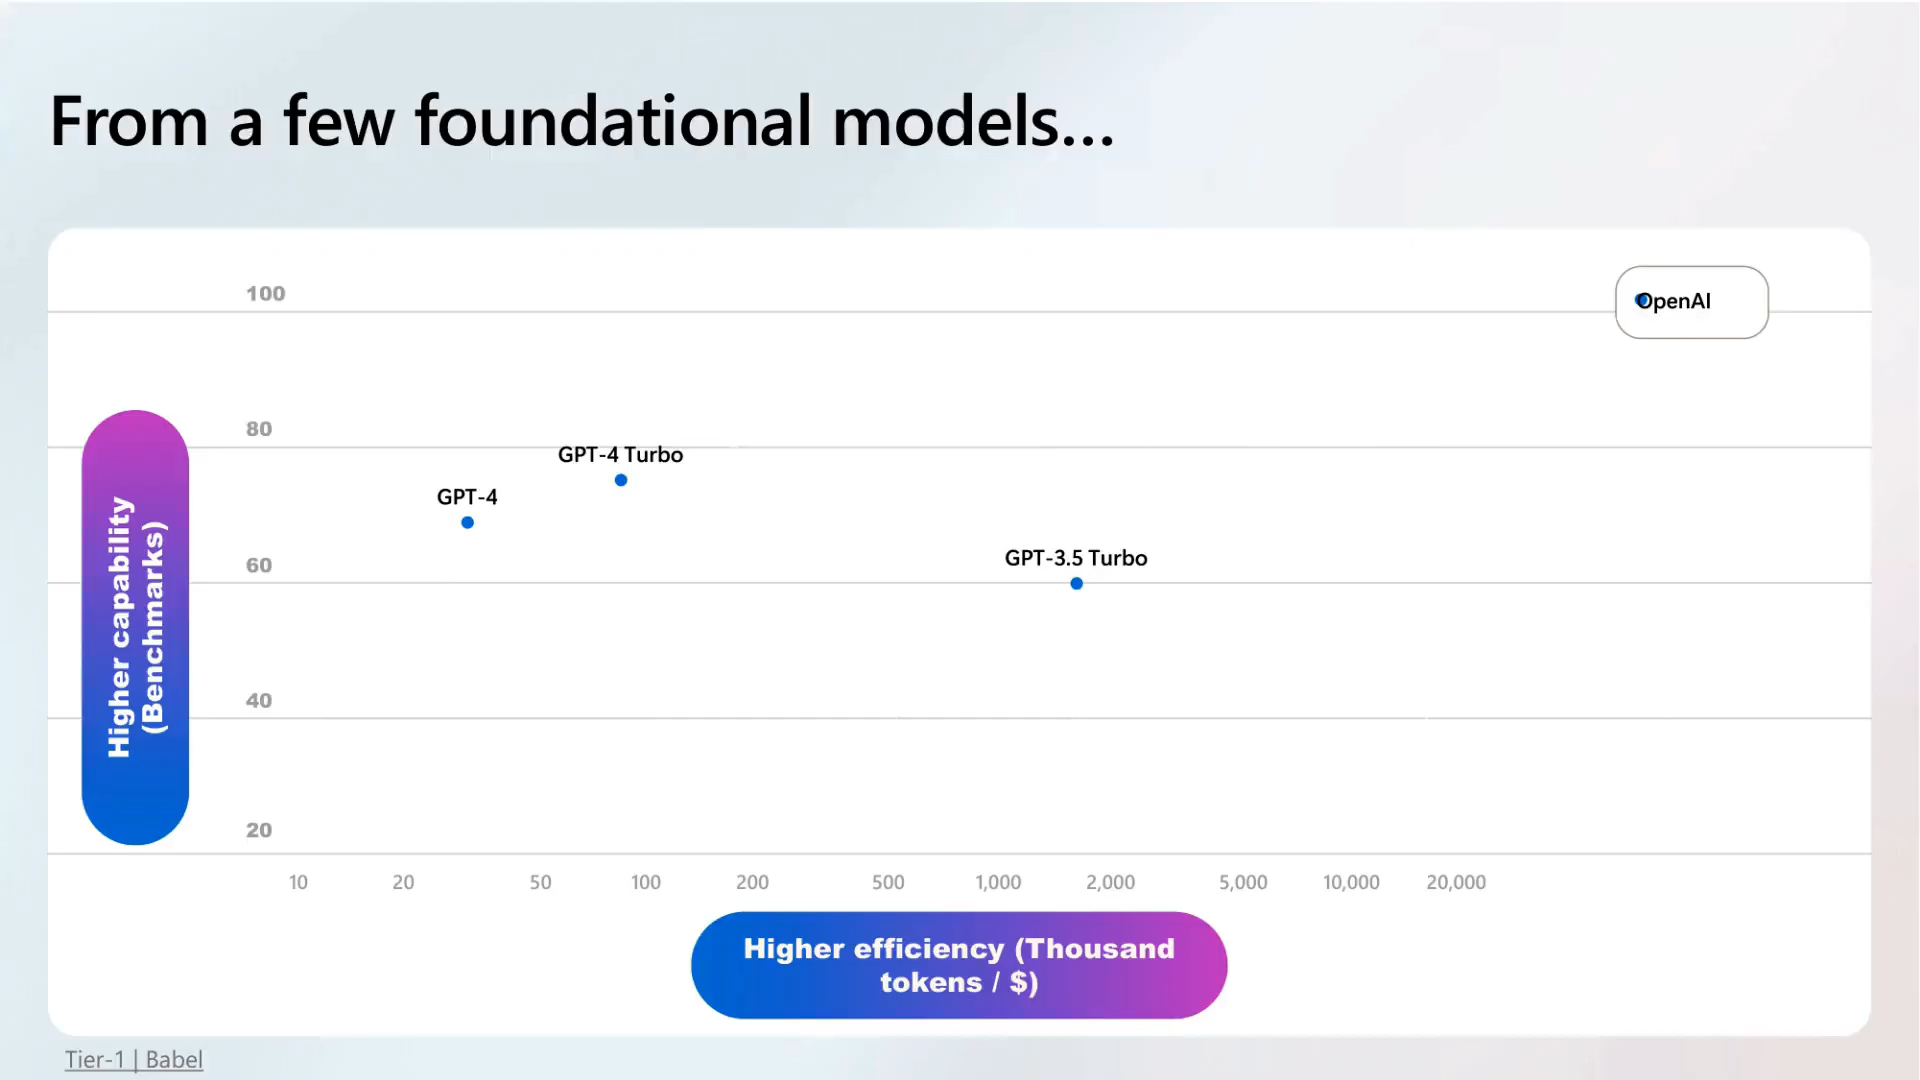 From a few foundational models...
100
OpenAI
80
GPT-4 Turbo
GPT-4
Higher capability
(Benchmarks)
GPT-3.5 Turbo
60
40
20
10 20 50 100 200 500 1,000 2,000 5,000 10,000 20,000
Higher efficiency (Thousand
tokens / $)
Tier-1 | Babel